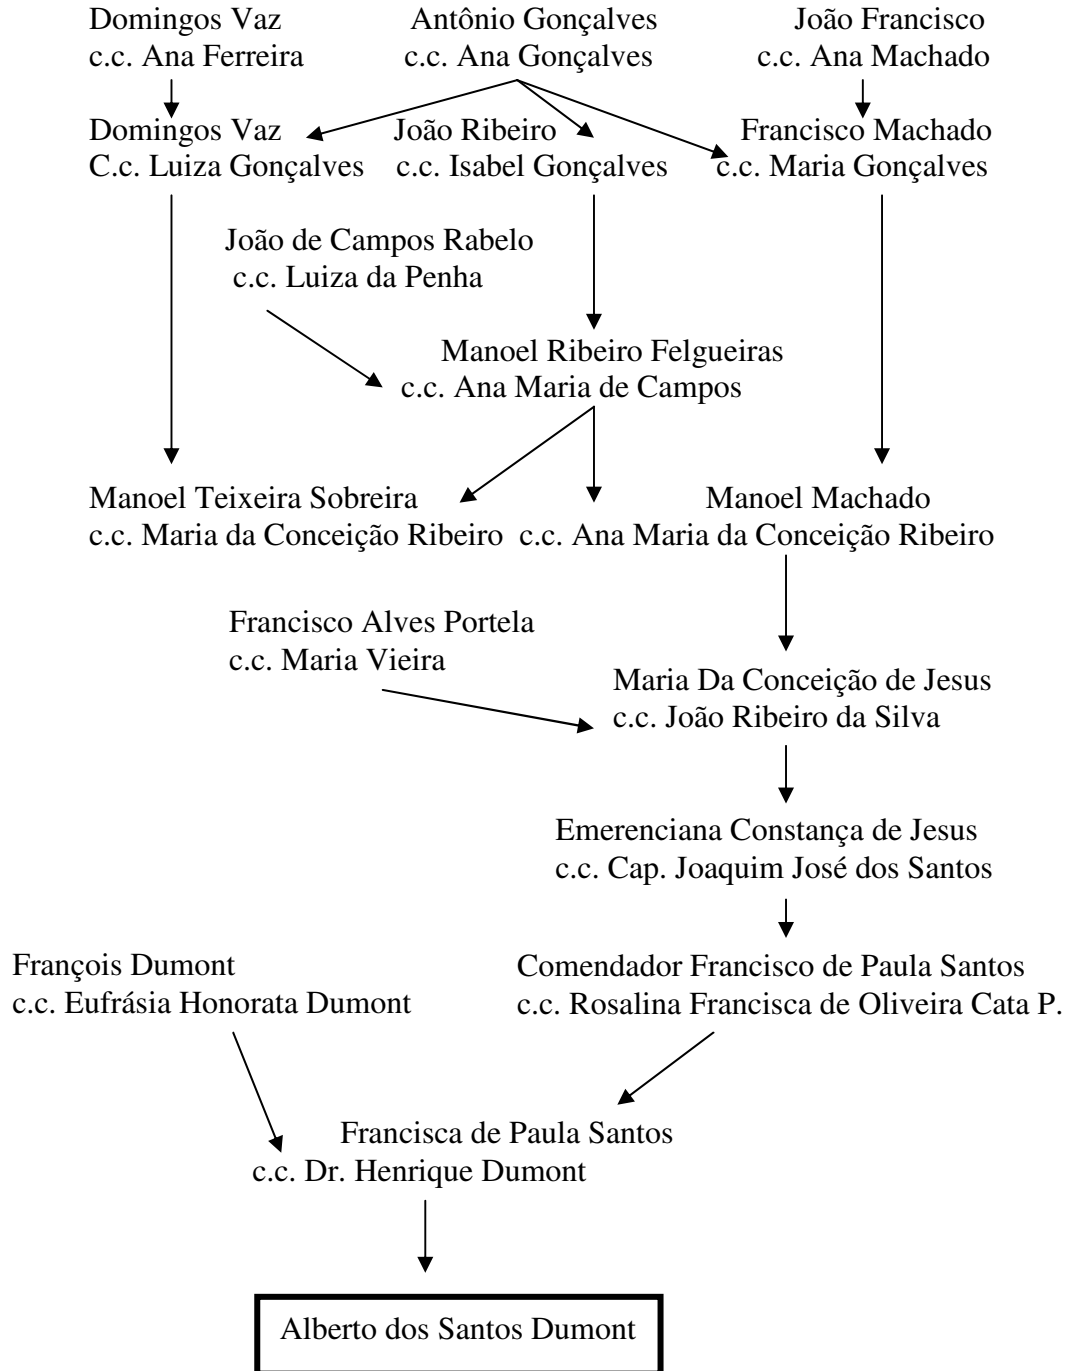 Domingos Vaz
c.c. Ana Ferreira
Antônio Gonçalves
c.c. Ana Gonçalves
João Francisco
c.c. Ana Machado
Domingos Vaz
C.c. Luiza Gonçalves
João Ribeiro
c.c. Isabel Gonçalves
Francisco Machado
c.c. Maria Gonçalves
João de Campos Rabelo
c.c. Luiza da Penha
Manoel Ribeiro Felgueiras
c.c. Ana Maria de Campos
Manoel Teixeira Sobreira
c.c. Maria da Conceição Ribeiro
Manoel Machado
c.c. Ana Maria da Conceição Ribeiro
Francisco Alves Portela
c.c. Maria Vieira
Maria Da Conceição de Jesus
c.c. João Ribeiro da Silva
Emerenciana Constança de Jesus
c.c. Cap. Joaquim José dos Santos
François Dumont
c.c. Eufrásia Honorata Dumont
Comendador Francisco de Paula Santos
c.c. Rosalina Francisca de Oliveira Cata P.
Francisca de Paula Santos
c.c. Dr. Henrique Dumont
Alberto dos Santos Dumont